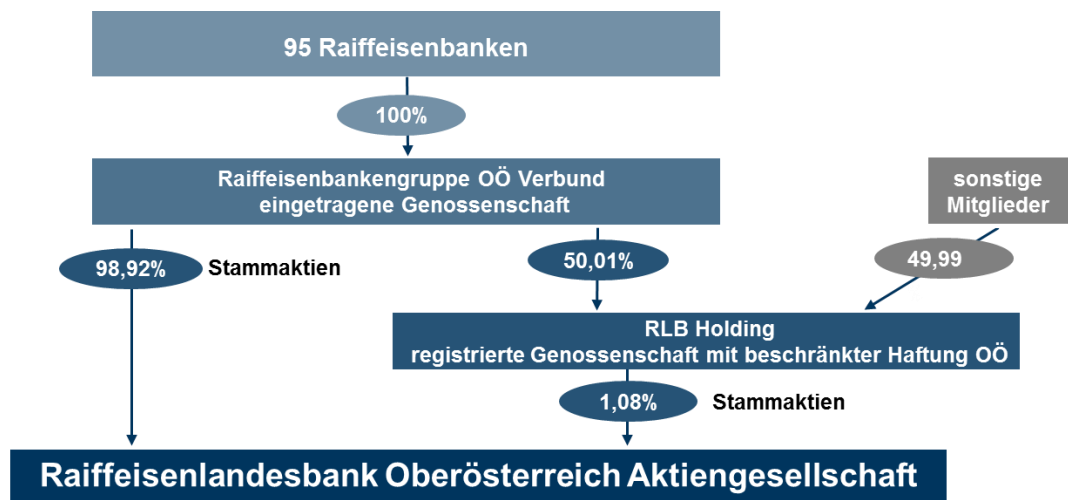 95 Raiffeisenbanken
100%
Raiffeisenbankengruppe OÖ Verbund
eingetragene Genossenschaft
sonstige
Mitglieder
98,92%
Stammaktien
50,01%
49,99
RLB Holding
registrierte Genossenschaft mit beschränkter Haftung OÖ
1,08%
Stammaktien
Raiffeisenlandesbank Oberösterreich Aktiengesellschaft